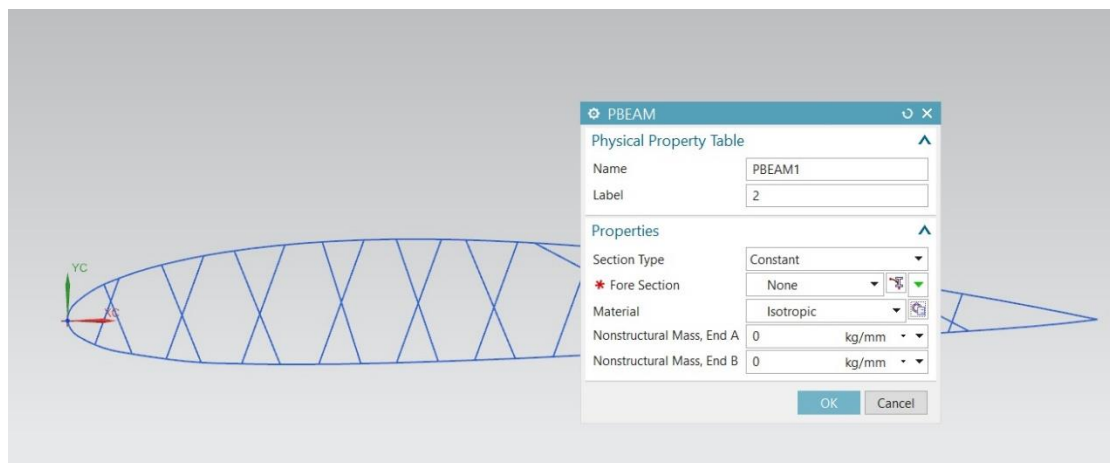 PBEAM
Physical Property Table
Name PBEAM1
Label 2
Properties
Section Type Constant
* Fore Section None
Material Isotropic
Nonstructural Mass, End A 0 kg/mm
Nonstructural Mass, End B 0 kg/mm
OK Cancel
YC
XC